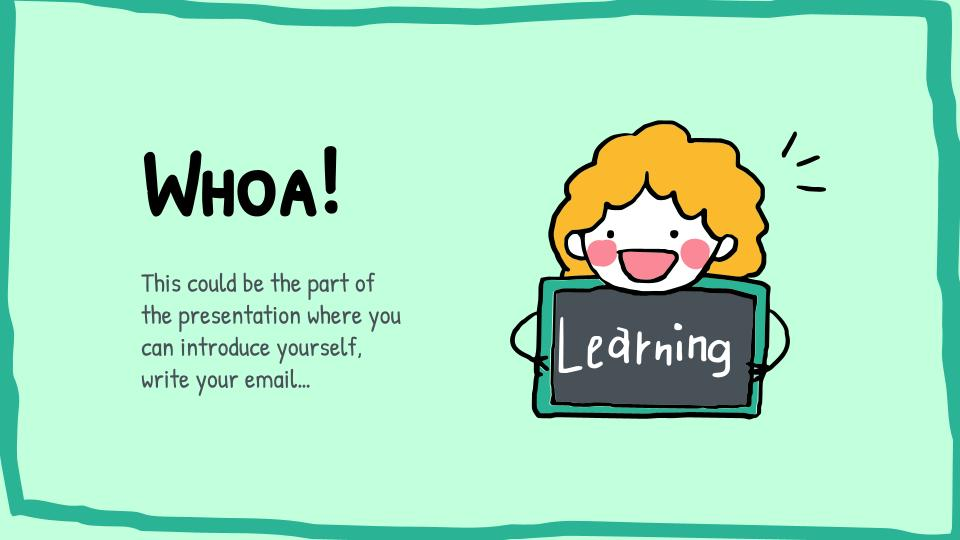 Whoa!
This could be the part of
the presentation where you
can introduce yourself,
write your email...
Learning